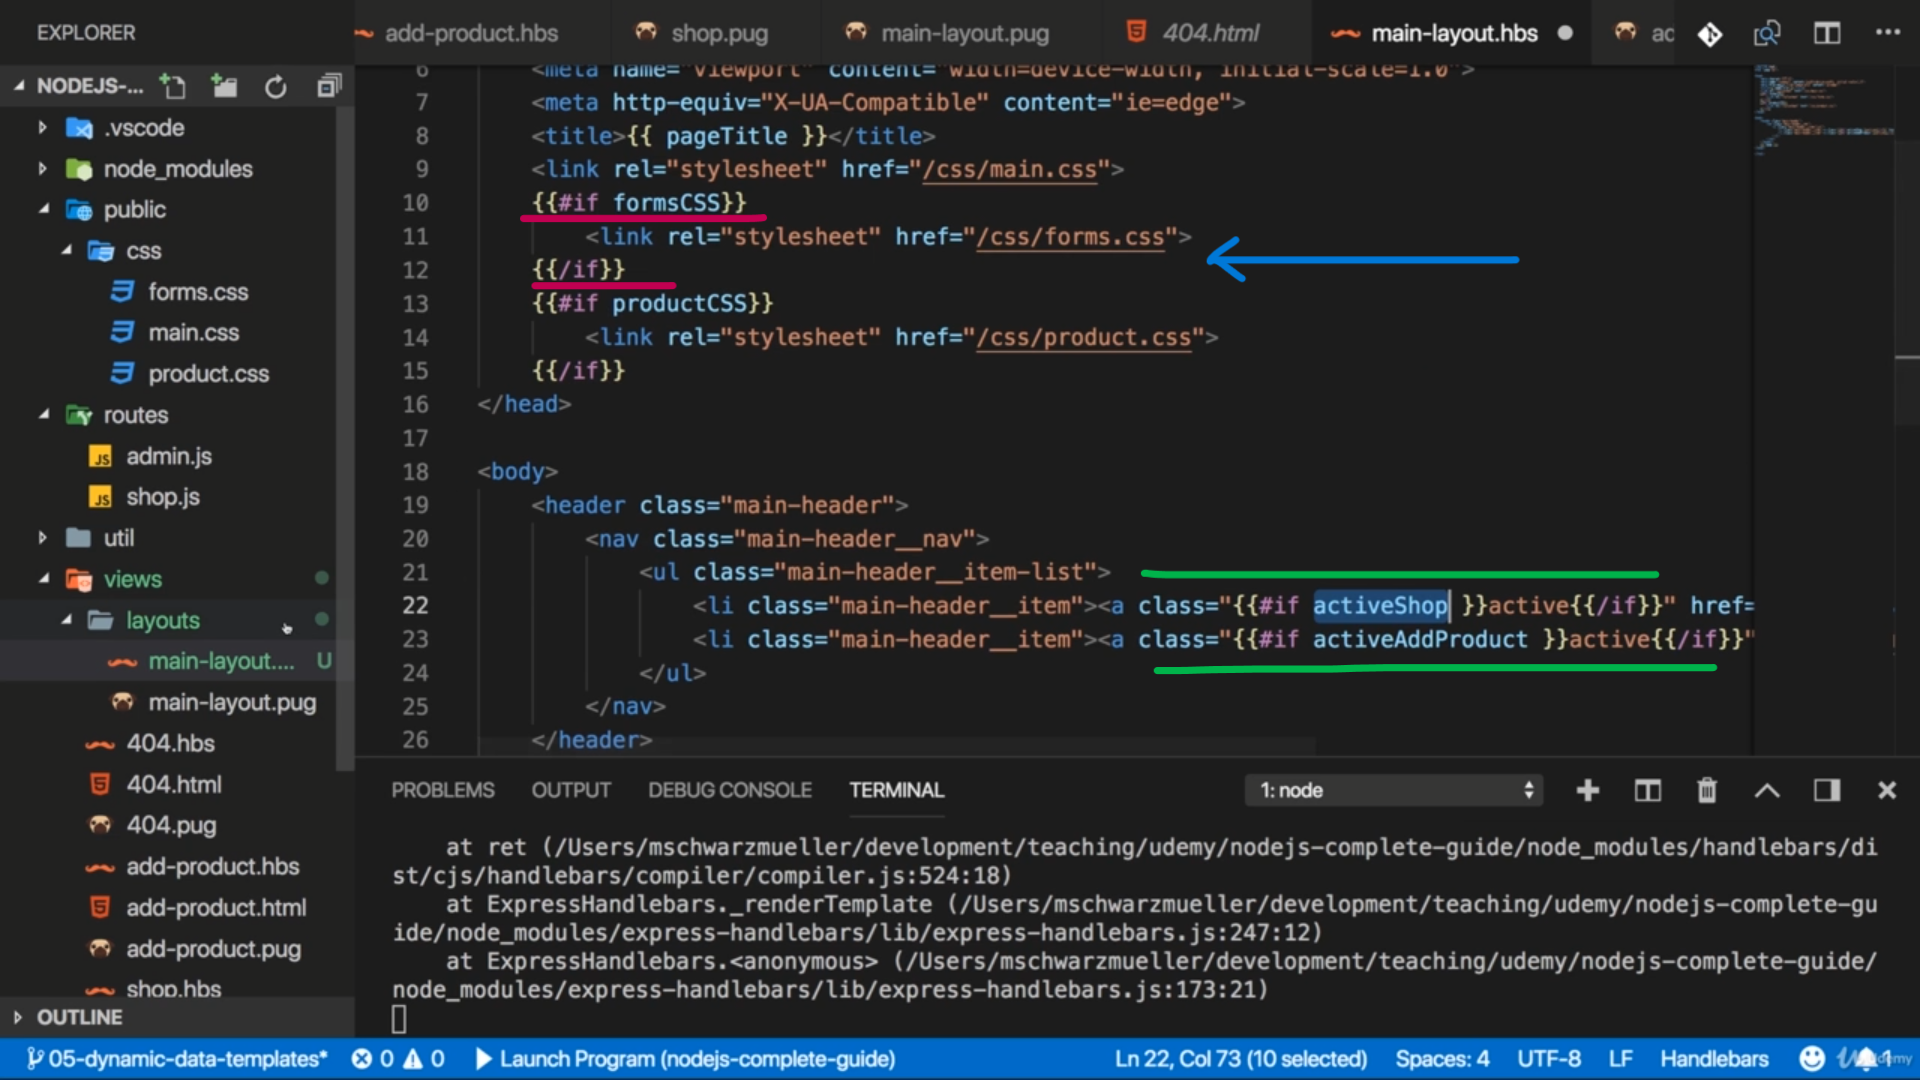 EXPLORER
add-product.hbs
shop.pug
main-layout.pug
404.html
main-layout.hbs
ad
NODEJS-...
.vscode
node_modules
public
css
forms.css
main.css
product.css
routes
admin.js
shop.js
util
views
layouts
main-layout.... U
main-layout.pug
404.hbs
404.html
404.pug
add-product.hbs
add-product.html
add-product.pug
shop.hbs
OUTLINE
6 <meta name="viewport" content="width=device-width, initial-scale=1.0">
7 <meta http-equiv="X-UA-Compatible" content="ie=edge">
8 <title>{{ pageTitle }}</title>
9 <link rel="stylesheet" href="/css/main.css">
10 {{#if formsCSS}}
11 <link rel="stylesheet" href="/css/forms.css">
12 {{/if}}
13 {{#if productCSS}}
14 <link rel="stylesheet" href="/css/product.css">
15 {{/if}}
16 </head>
17
18 <body>
19 <header class="main-header">
20 <nav class="main-header__nav">
21 <ul class="main-header__item-list">
22 <li class="main-header__item"><a class="{{#if activeShop }}active{{/if}}" href=
23 <li class="main-header__item"><a class="{{#if activeAddProduct }}active{{/if}}"
24 </ul>
25 </nav>
26 </header>
PROBLEMS OUTPUT DEBUG CONSOLE TERMINAL 1: node
at ret (/Users/mschwarzmueller/development/teaching/udemy/nodejs-complete-guide/node_modules/handlebars/di
st/cjs/handlebars/compiler/compiler.js:524:18)
at ExpressHandlebars._renderTemplate (/Users/mschwarzmueller/development/teaching/udemy/nodejs-complete-gu
ide/node_modules/express-handlebars/lib/express-handlebars.js:247:12)
at ExpressHandlebars.<anonymous> (/Users/mschwarzmueller/development/teaching/udemy/nodejs-complete-guide/
node_modules/express-handlebars/lib/express-handlebars.js:173:21)
05-dynamic-data-templates* 0 0 Launch Program (nodejs-complete-guide) Ln 22, Col 73 (10 selected) Spaces: 4 UTF-8 LF Handlebars 1